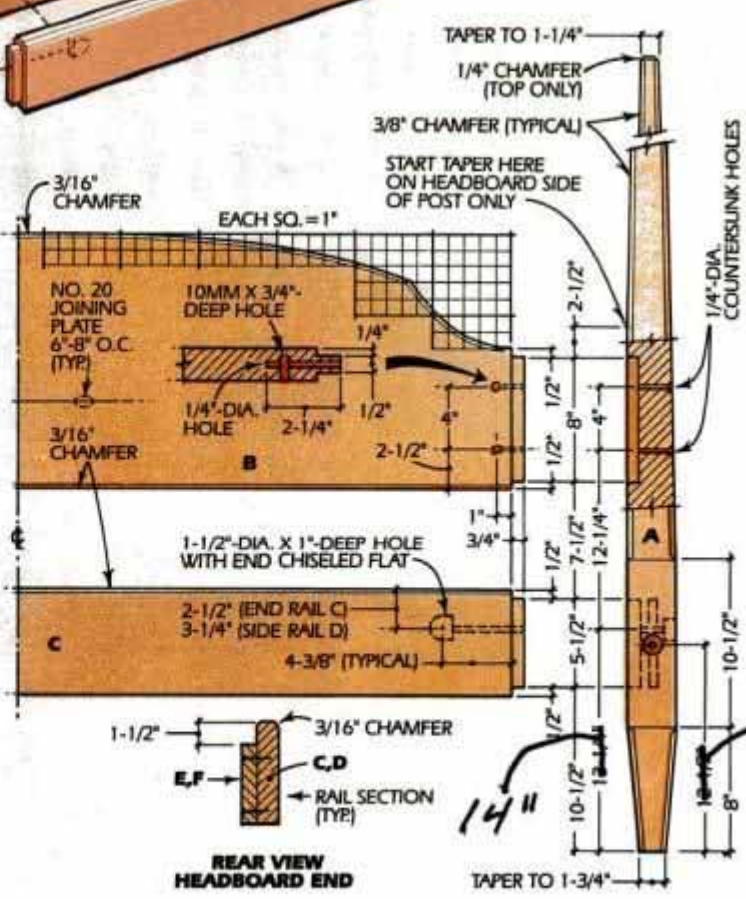 TAPER TO 1-1/4"
1/4" CHAMFER
(TOP ONLY)
3/8" CHAMFER (TYPICAL)
START TAPER HERE
ON HEADBOARD SIDE
OF POST ONLY
1/4"-DIA.
COUNTERSUNK HOLES
3/16"
CHAMFER
EACH SQ. = 1"
NO. 20
JOINING
PLATE
6"-8" O.C.
(TYP.)
10MM X 3/4"-
DEEP HOLE
1/4"
1/2"
1/4"-DIA.
HOLE
2-1/4"
3/16"
CHAMFER
B
4"
2-1/2"
1"
3/4"
1/2"
1/2"
1/2"
1/2"
2-1/2"
8"
7-1/2"
5-1/2"
10-1/2"
4"
12-1/4"
A
10-1/2"
8"
1-1/2"-DIA. X 1"-DEEP HOLE
WITH END CHISELED FLAT
2-1/2" (END RAIL C)
3-1/4" (SIDE RAIL D)
4-3/8" (TYPICAL)
C
1-1/2"
3/16" CHAMFER
C,D
E,F
RAIL SECTION
(TYP.)
14"
REAR VIEW
HEADBOARD END
TAPER TO 1-3/4"